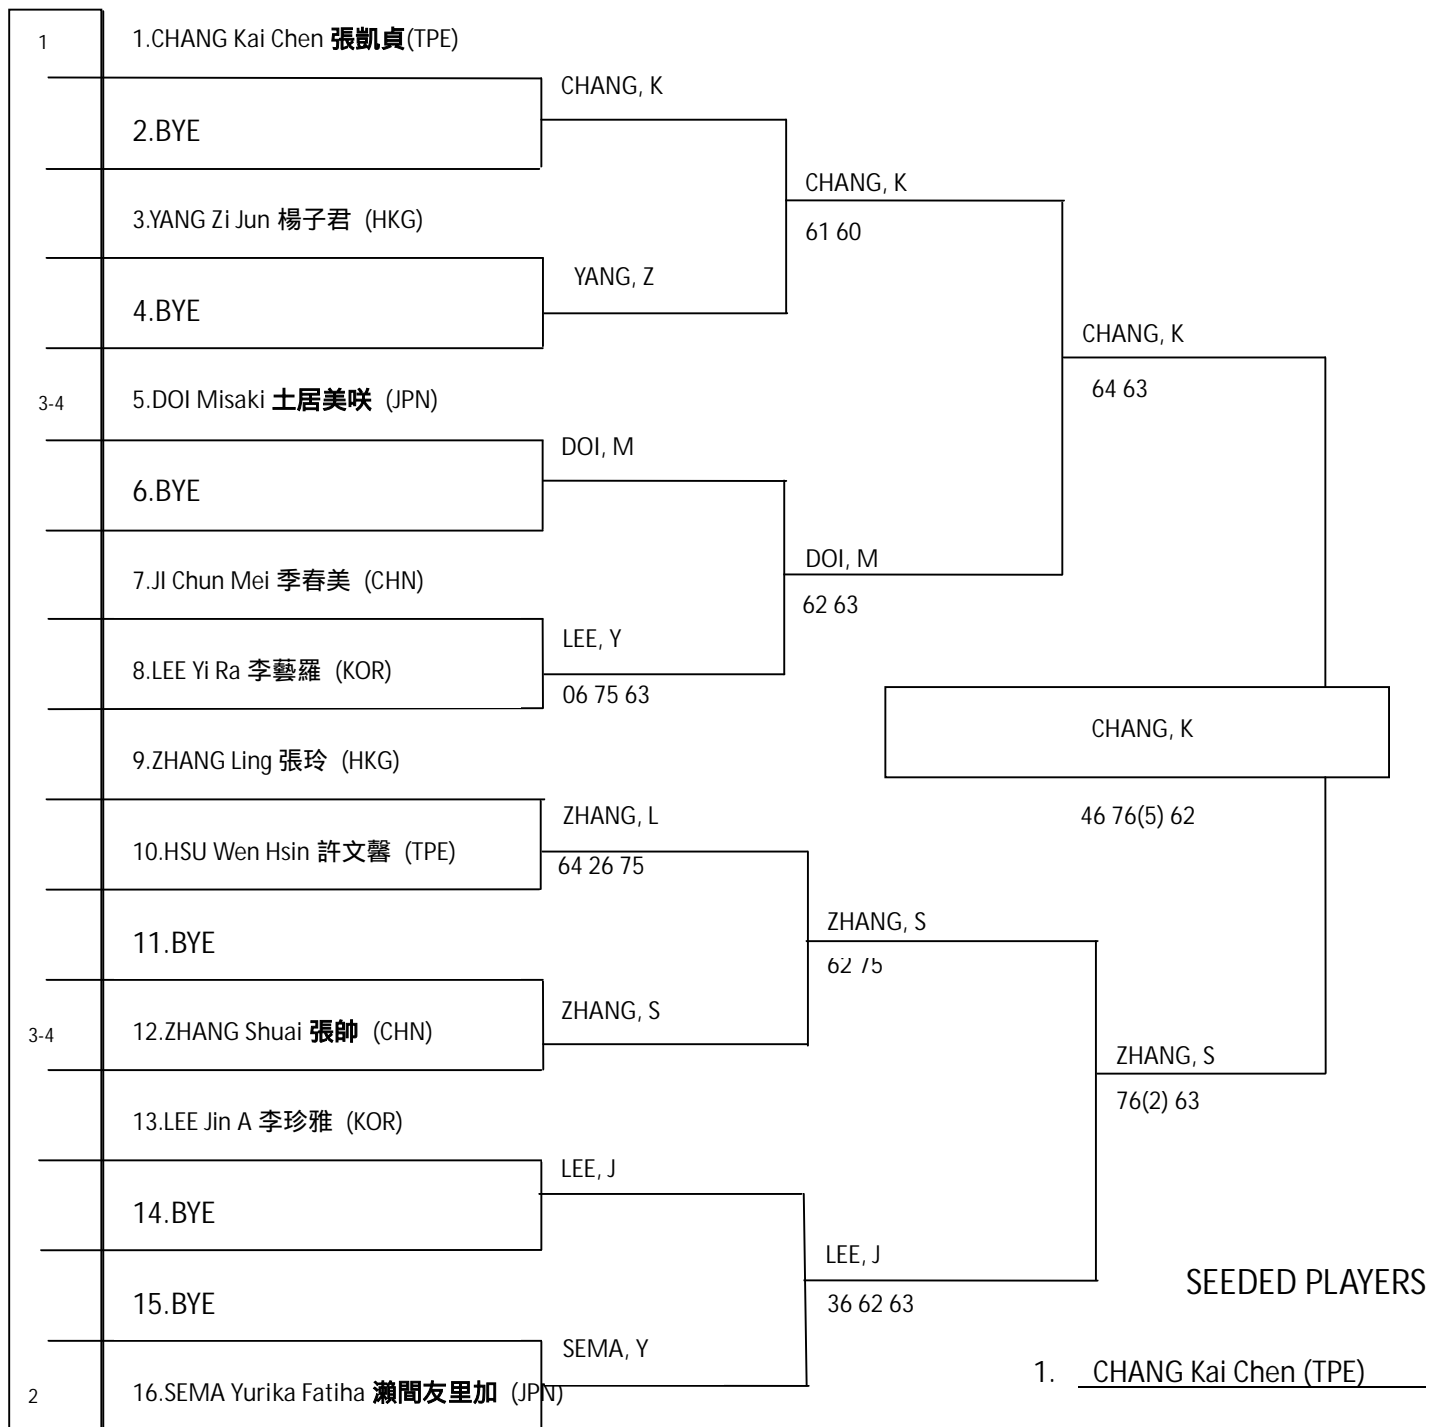 1 1.CHANG Kai Chen 張凱貞(TPE)
CHANG, K
2.BYE
CHANG, K
3.YANG Zi Jun 楊子君 (HKG)
61 60
YANG, Z
4.BYE
CHANG, K
64 63
3-4 5.DOI Misaki 土居美咲 (JPN)
DOI, M
6.BYE
DOI, M
7.JI Chun Mei 季春美 (CHN)
62 63
LEE, Y
8.LEE Yi Ra 李藝羅 (KOR)
06 75 63
CHANG, K
9.ZHANG Ling 張玲 (HKG)
46 76(5) 62
ZHANG, L
10.HSU Wen Hsin 許文馨 (TPE)
64 26 75
ZHANG, S
11.BYE
62 75
ZHANG, S
3-4 12.ZHANG Shuai 張帥 (CHN)
ZHANG, S
76(2) 63
13.LEE Jin A 李珍雅 (KOR)
LEE, J
14.BYE
LEE, J
SEEDED PLAYERS
15.BYE
36 62 63
SEMA, Y
1. CHANG Kai Chen (TPE)
2 16.SEMA Yurika Fatiha 瀨間友里加 (JPN)